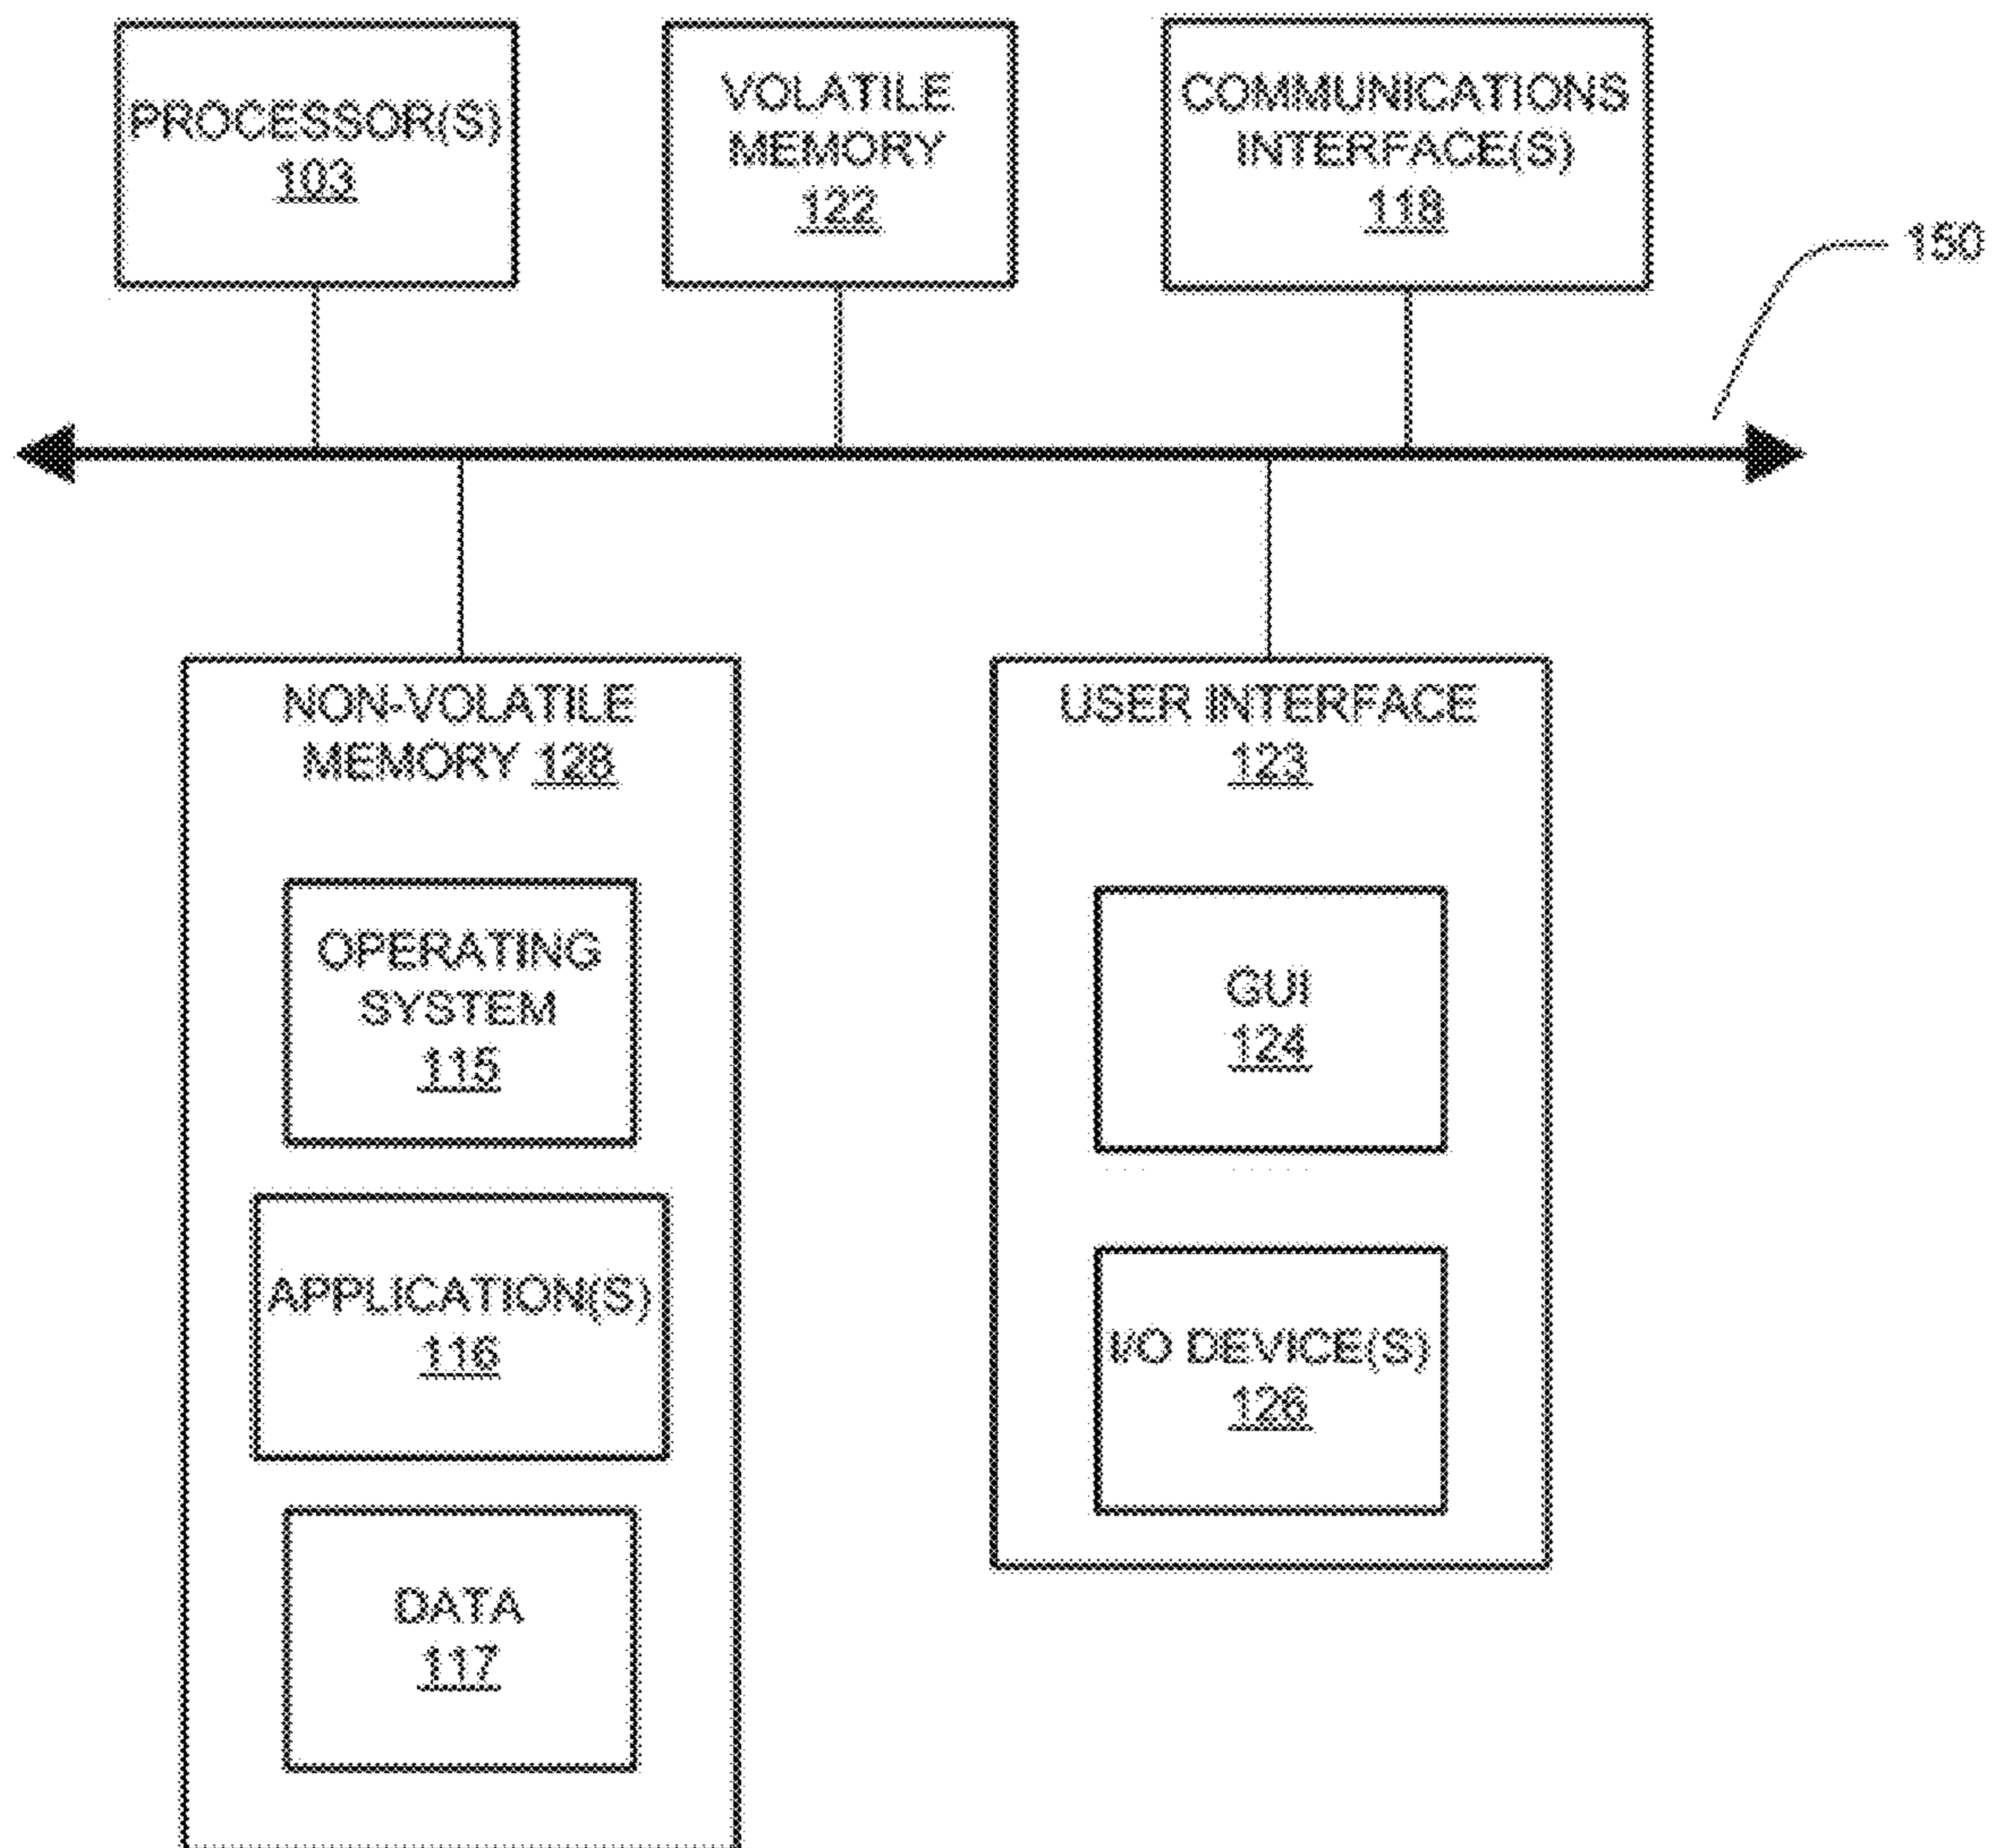 PROCESSOR(S)
103
VOLATILE
MEMORY
122
COMMUNICATIONS
INTERFACE(S)
118
150
NON-VOLATILE
MEMORY 128
OPERATING
SYSTEM
115
APPLICATION(S)
116
DATA
117
USER INTERFACE
123
GUI
124
I/O DEVICE(S)
126